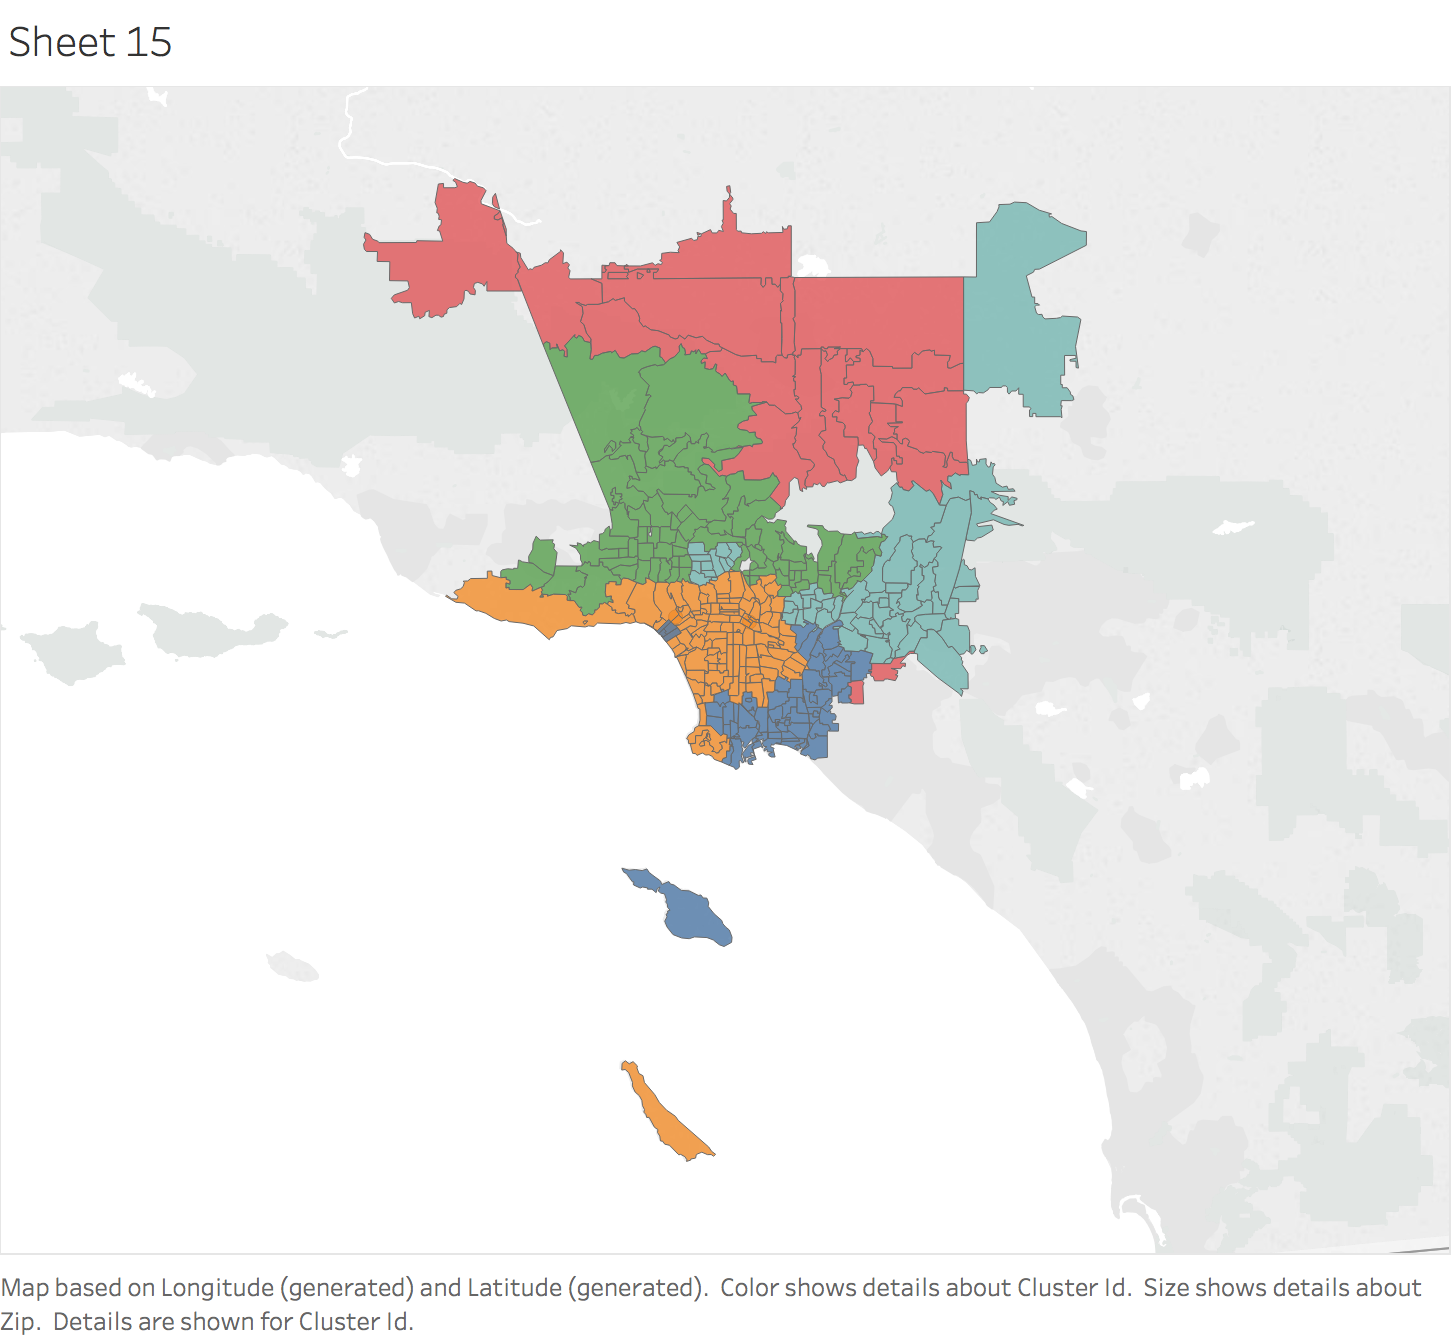 Sheet 15
Map based on Longitude (generated) and Latitude (generated).  Color shows details about Cluster Id.  Size shows details about
Zip.  Details are shown for Cluster Id.